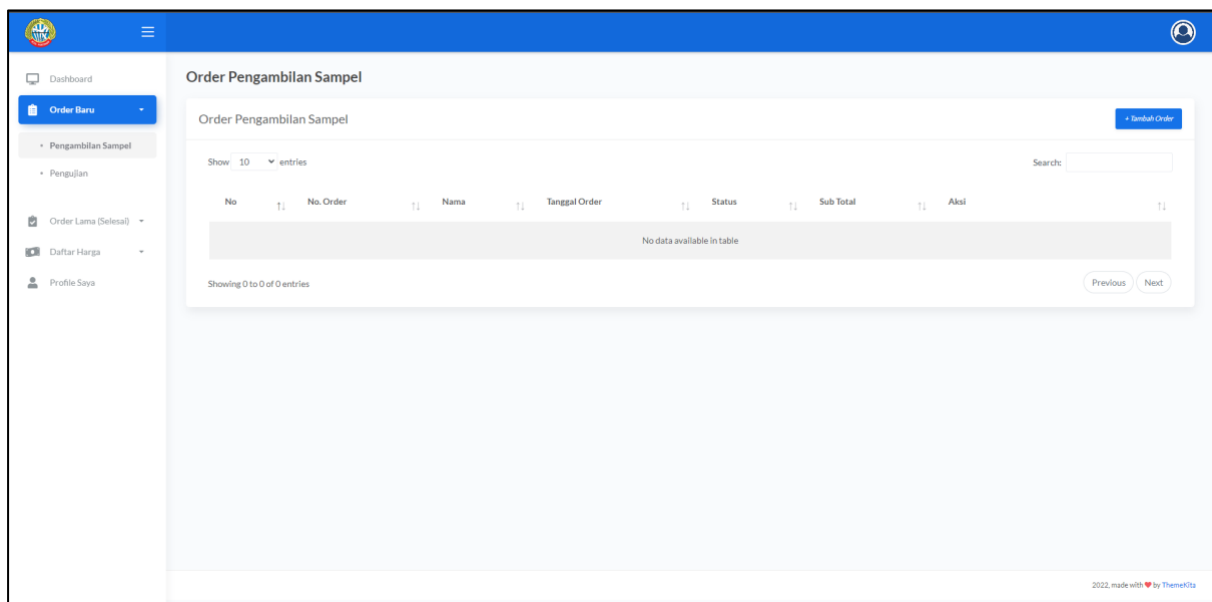 Dashboard
Order Baru
Pengambilan Sampel
Pengujian
Order Lama (Selesai)
Daftar Harga
Profile Saya
Order Pengambilan Sampel
Order Pengambilan Sampel
+ Tambah Order
Show 10 entries
Search:
No No. Order Nama Tanggal Order Status Sub Total Aksi
No data available in table
Showing 0 to 0 of 0 entries
Previous Next
2022, made with ❤ by ThemeKita